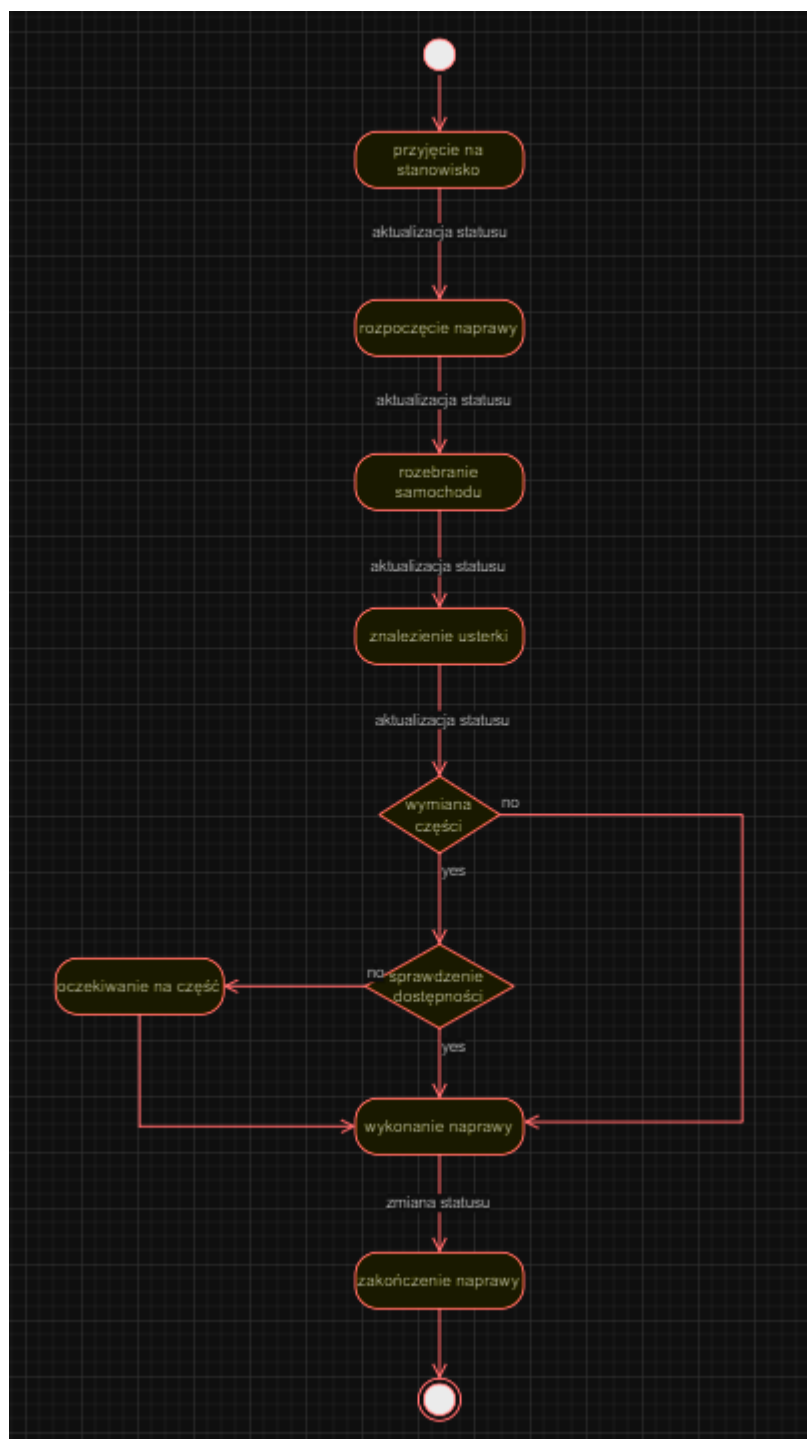 przyjęcie na
stanowisko
aktualizacja statusu
rozpoczęcie naprawy
aktualizacja statusu
rozebranie
samochodu
aktualizacja statusu
znalezienie usterki
aktualizacja statusu
wymiana
części
no
yes
sprawdzenie
dostępności
no
oczekiwanie na część
yes
wykonanie naprawy
zmiana statusu
zakończenie naprawy